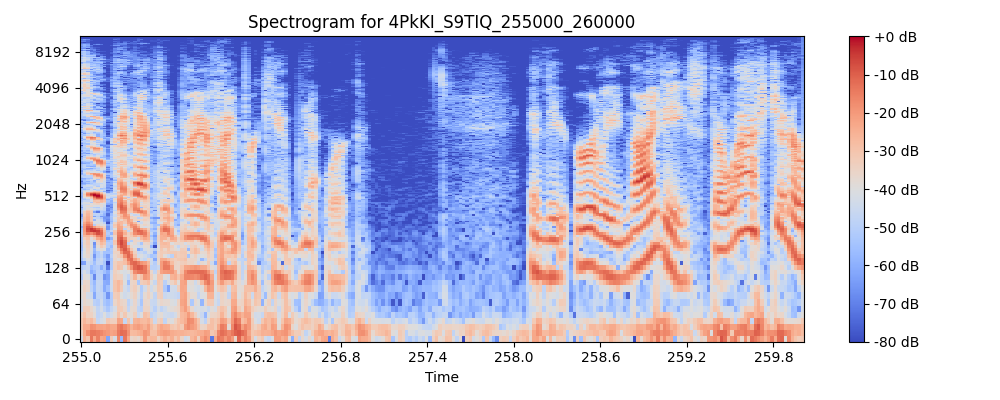 Spectrogram for 4PkKI_S9TIQ_255000_260000
8192
4096
2048
1024
512
256
128
64
0
Hz
255.0 255.6 256.2 256.8 257.4 258.0 258.6 259.2 259.8
Time
+0 dB
-10 dB
-20 dB
-30 dB
-40 dB
-50 dB
-60 dB
-70 dB
-80 dB